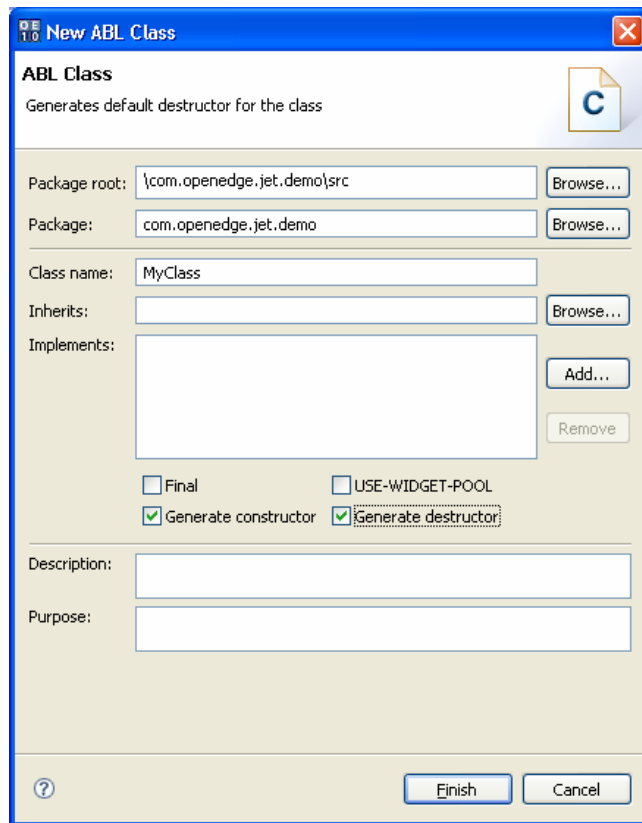 OE
10
New ABL Class
ABL Class
Generates default destructor for the class
C
Package root: \com.openedge.jet.demo\src Browse...
Package: com.openedge.jet.demo Browse...
Class name: MyClass
Inherits: Browse...
Implements:
Add...
Remove
Final USE-WIDGET-POOL
Generate constructor Generate destructor
Description:
Purpose:
?
Finish Cancel